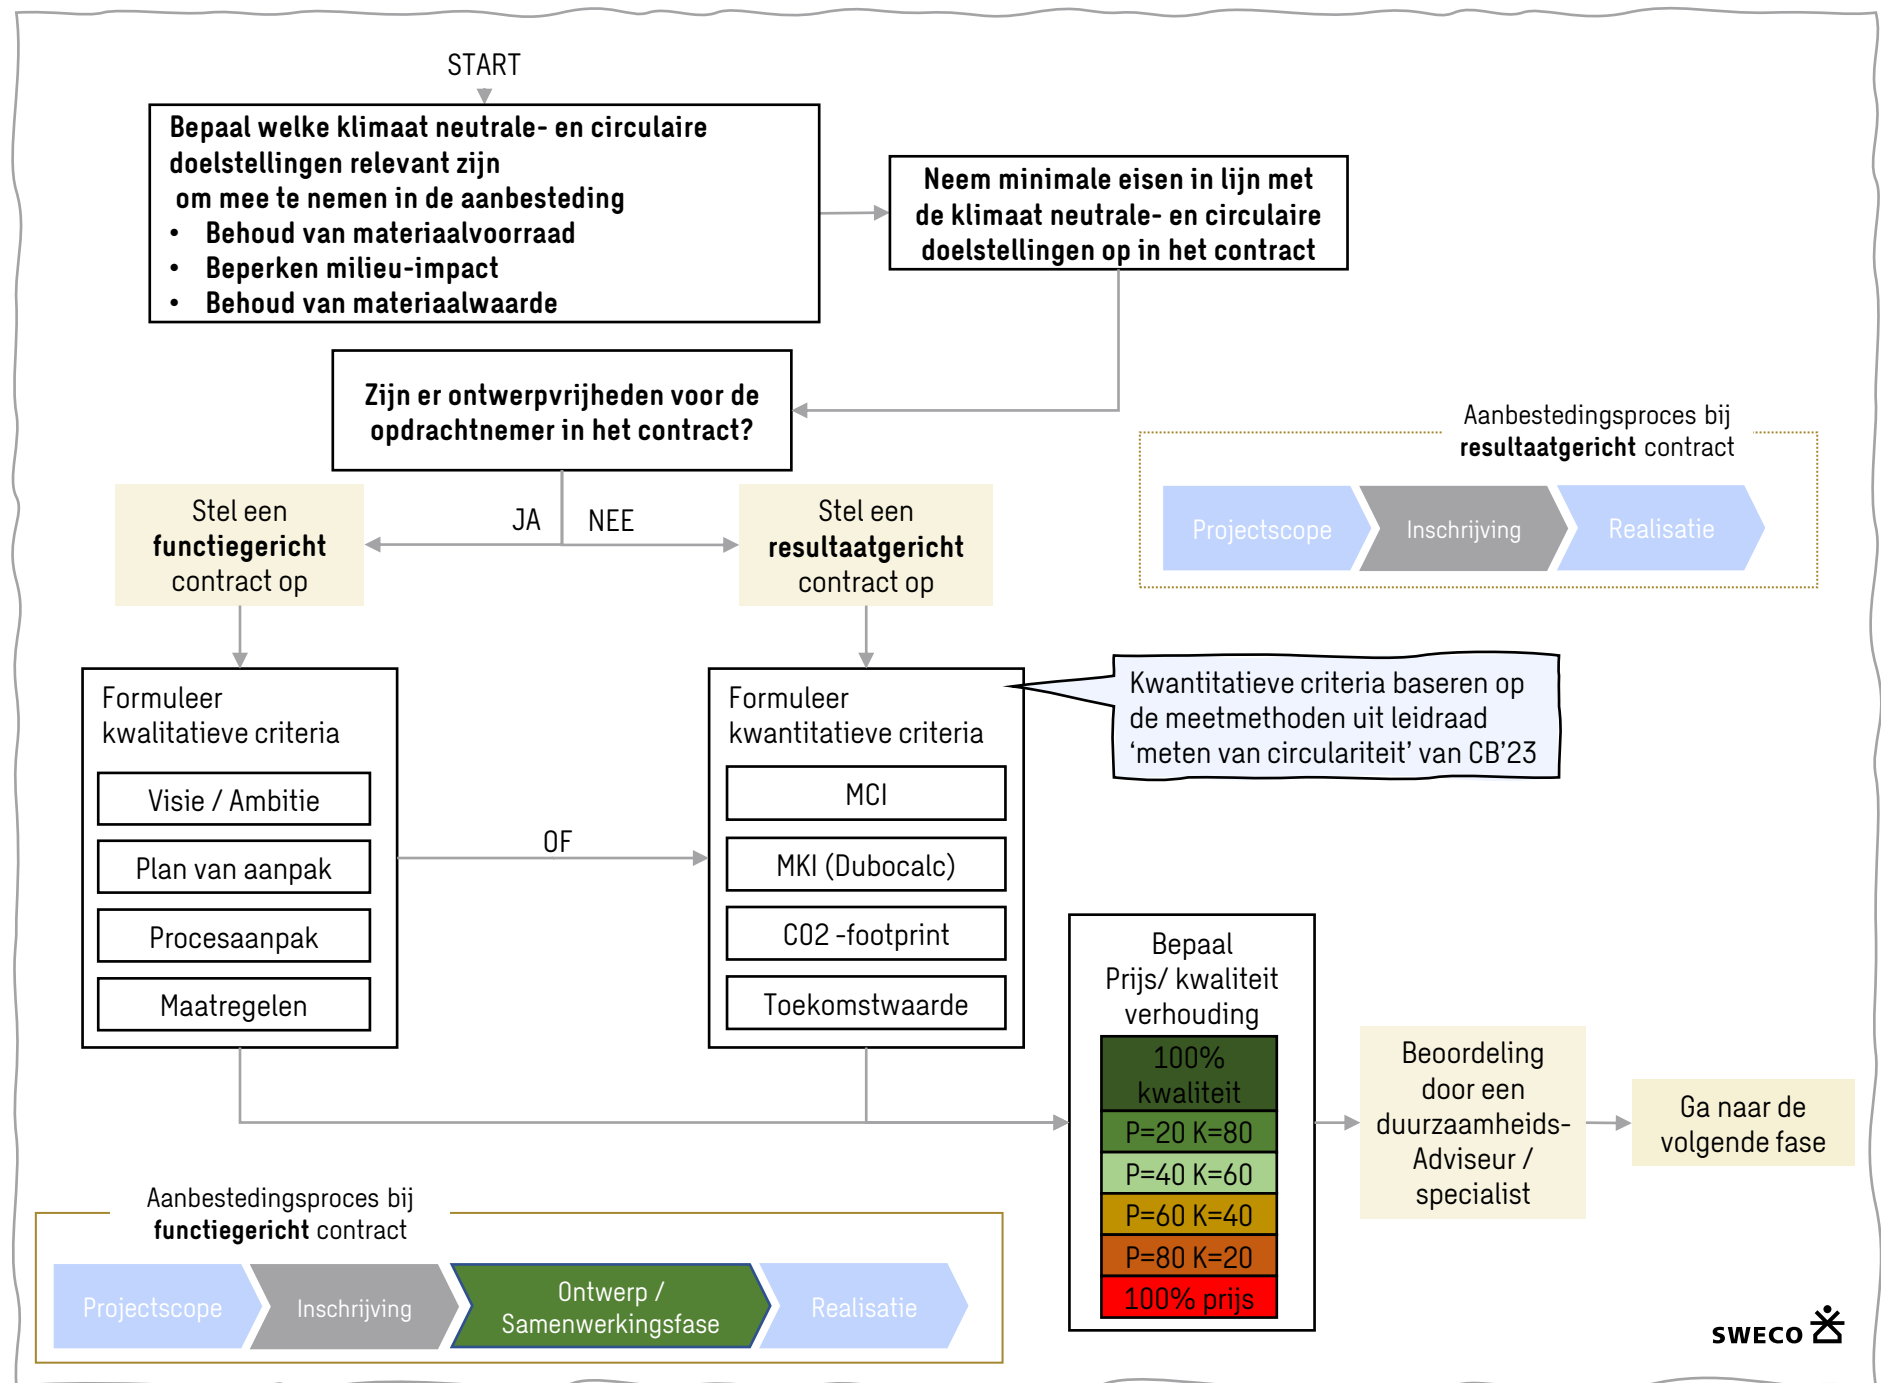 START
Bepaal welke klimaat neutrale- en circulaire
doelstellingen relevant zijn
om mee te nemen in de aanbesteding
• Behoud van materiaalvoorraad
• Beperken milieu-impact
• Behoud van materiaalwaarde
Neem minimale eisen in lijn met
de klimaat neutrale- en circulaire
doelstellingen op in het contract
Zijn er ontwerpvrijheden voor de
opdrachtnemer in het contract?
Aanbestedingsproces bij
resultaatgericht contract
Projectscope
Inschrijving
Realisatie
JA
NEE
Stel een
functiegericht
contract op
Stel een
resultaatgericht
contract op
Formuleer
kwalitatieve criteria
Visie / Ambitie
Plan van aanpak
Procesaanpak
Maatregelen
OF
Formuleer
kwantitatieve criteria
MCI
MKI (Dubocalc)
CO2 -footprint
Toekomstwaarde
Kwantitatieve criteria baseren op
de meetmethoden uit leidraad
‘meten van circulariteit’ van CB’23
Bepaal
Prijs/ kwaliteit
verhouding
100%
kwaliteit
P=20 K=80
P=40 K=60
P=60 K=40
P=80 K=20
100% prijs
Beoordeling
door een
duurzaamheids-
Adviseur /
specialist
Ga naar de
volgende fase
Aanbestedingsproces bij
functiegericht contract
Projectscope
Inschrijving
Ontwerp /
Samenwerkingsfase
Realisatie
SWECO